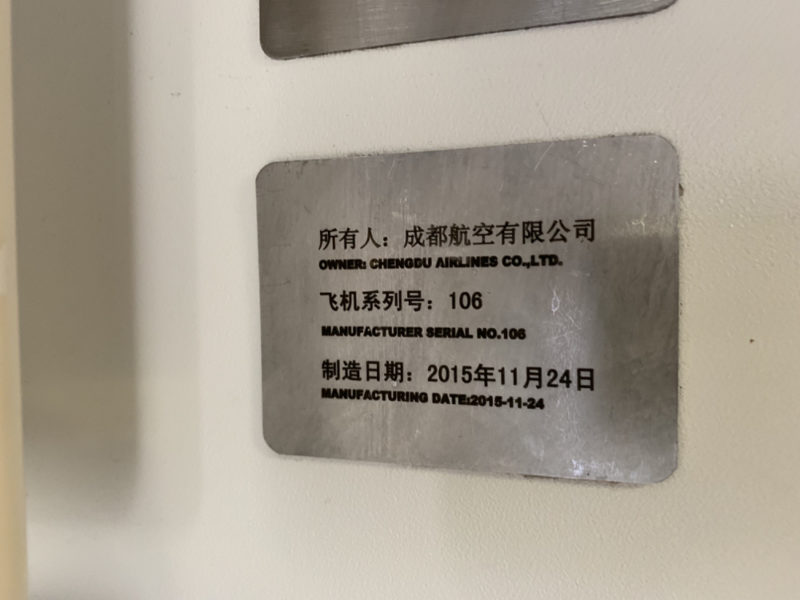 所有人：成都航空有限公司
OWNER: CHENGDU AIRLINES CO.,LTD.
飞机系列号：106
MANUFACTURER SERIAL NO.106
制造日期：2015年11月24日
MANUFACTURING DATE:2015-11-24